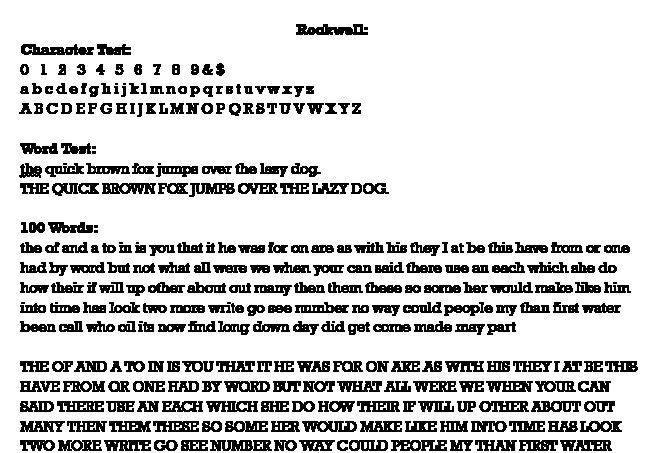 Rockwell:
Character Test:
0 1 2 3 4 5 6 7 8 9 & $
a b c d e f g h i j k l m n o p q r s t u v w x y z
A B C D E F G H I J K L M N O P Q R S T U V W X Y Z
Word Test:
the quick brown fox jumps over the lasy dog.
THE QUICK BROWN FOX JUMPS OVER THE LAZY DOG.
100 Words:
the of and a to in is you that it he was for on are as with his they I at be this have from or one
had by word but not what all were we when your can said there use an each which she do
how their if will up other about out many then them these so some her would make like him
into time has look two more write go see number no way could people my than first water
been call who oil its now find long down day did get come made may part
THE OF AND A TO IN IS YOU THAT IT HE WAS FOR ON ARE AS WITH HIS THEY I AT BE THIS
HAVE FROM OR ONE HAD BY WORD BUT NOT WHAT ALL WERE WE WHEN YOUR CAN
SAID THERE USE AN EACH WHICH SHE DO HOW THEIR IF WILL UP OTHER ABOUT OUT
MANY THEN THEM THESE SO SOME HER WOULD MAKE LIKE HIM INTO TIME HAS LOOK
TWO MORE WRITE GO SEE NUMBER NO WAY COULD PEOPLE MY THAN FIRST WATER